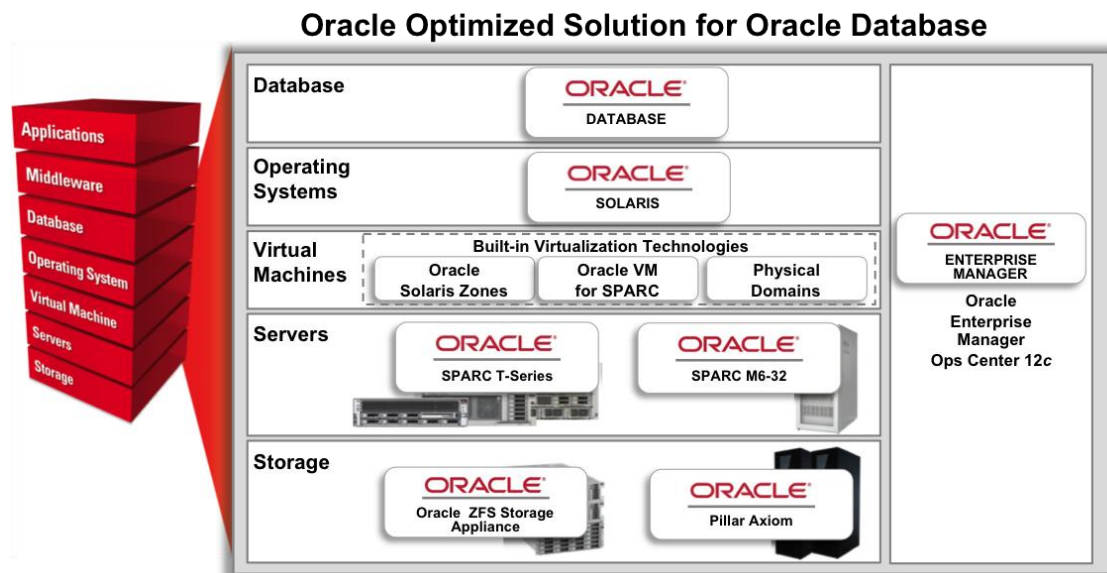 Oracle Optimized Solution for Oracle Database
Applications
Middleware
Database
Operating System
Virtual Machine
Servers
Storage
Database
ORACLE®
DATABASE
Operating
Systems
ORACLE®
SOLARIS
Virtual
Machines
Built-in Virtualization Technologies
Oracle
Solaris Zones
Oracle VM
for SPARC
Physical
Domains
Servers
ORACLE®
SPARC T-Series
ORACLE®
SPARC M6-32
Storage
ORACLE®
Oracle ZFS Storage
Appliance
ORACLE®
Pillar Axiom
ORACLE®
ENTERPRISE
MANAGER
Oracle
Enterprise
Manager
Ops Center 12c